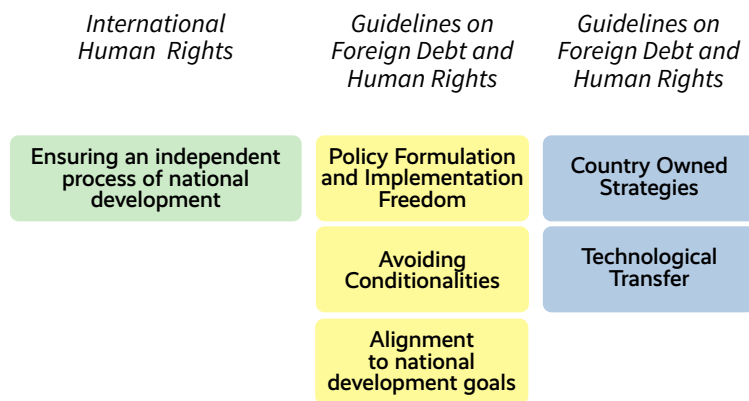 International
Human Rights
Guidelines on
Foreign Debt and
Human Rights
Guidelines on
Foreign Debt and
Human Rights
Ensuring an independent
process of national
development
Policy Formulation
and Implementation
Freedom
Country Owned
Strategies
Avoiding
Conditionalities
Technological
Transfer
Alignment
to national
development goals